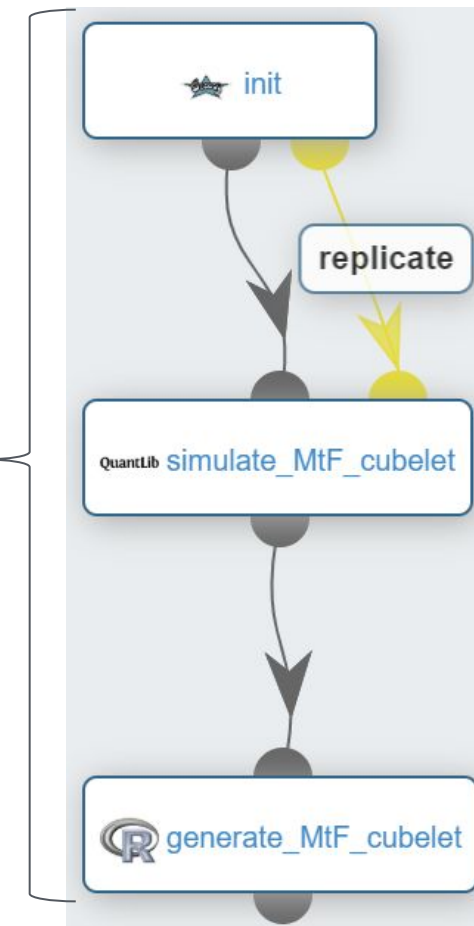 init
replicate
QuantLib simulate_MtF_cubelet
R generate_MtF_cubelet